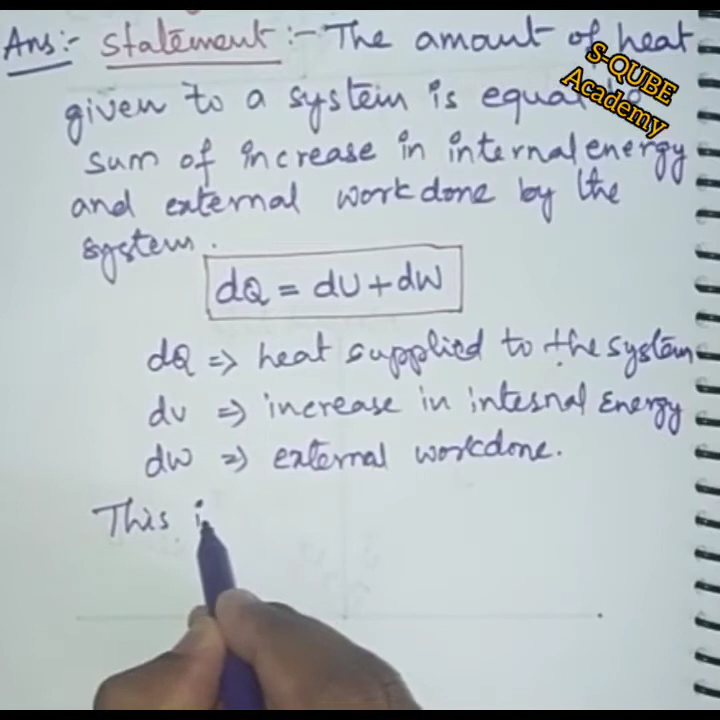 Ans:- Statement :- The amount of heat
given to a system is equal to
sum of increase in internal energy
and external workdone by the
system.
dQ = dU + dW
dQ => heat supplied to the system
dU => increase in internal Energy
dW => external workdone.
This i
S-QUBE
Academy